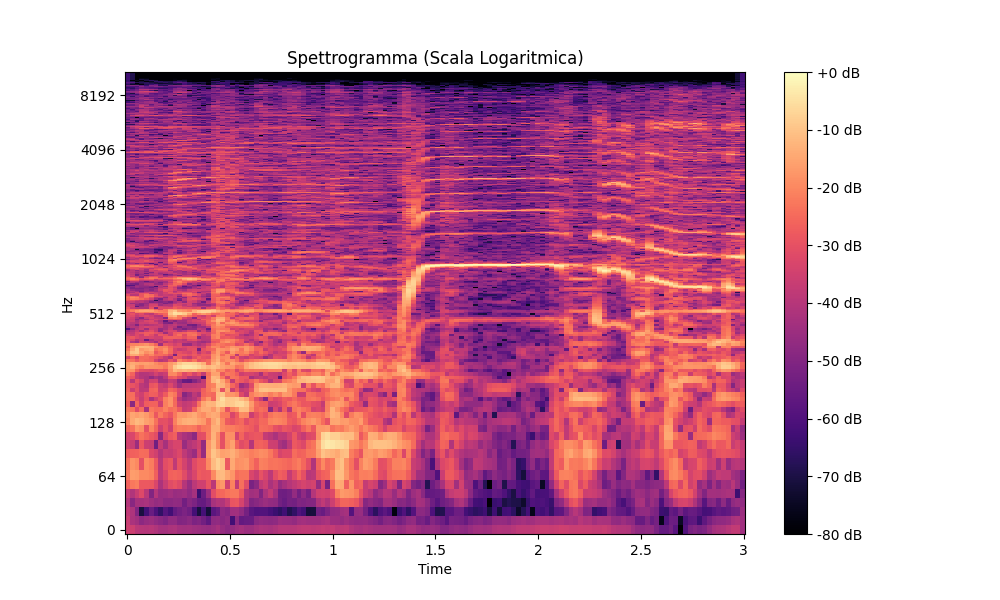 Spettrogramma (Scala Logaritmica)
8192
4096
2048
1024
512
256
128
64
0
Hz
0
0.5
1
1.5
2
2.5
3
Time
+0 dB
-10 dB
-20 dB
-30 dB
-40 dB
-50 dB
-60 dB
-70 dB
-80 dB